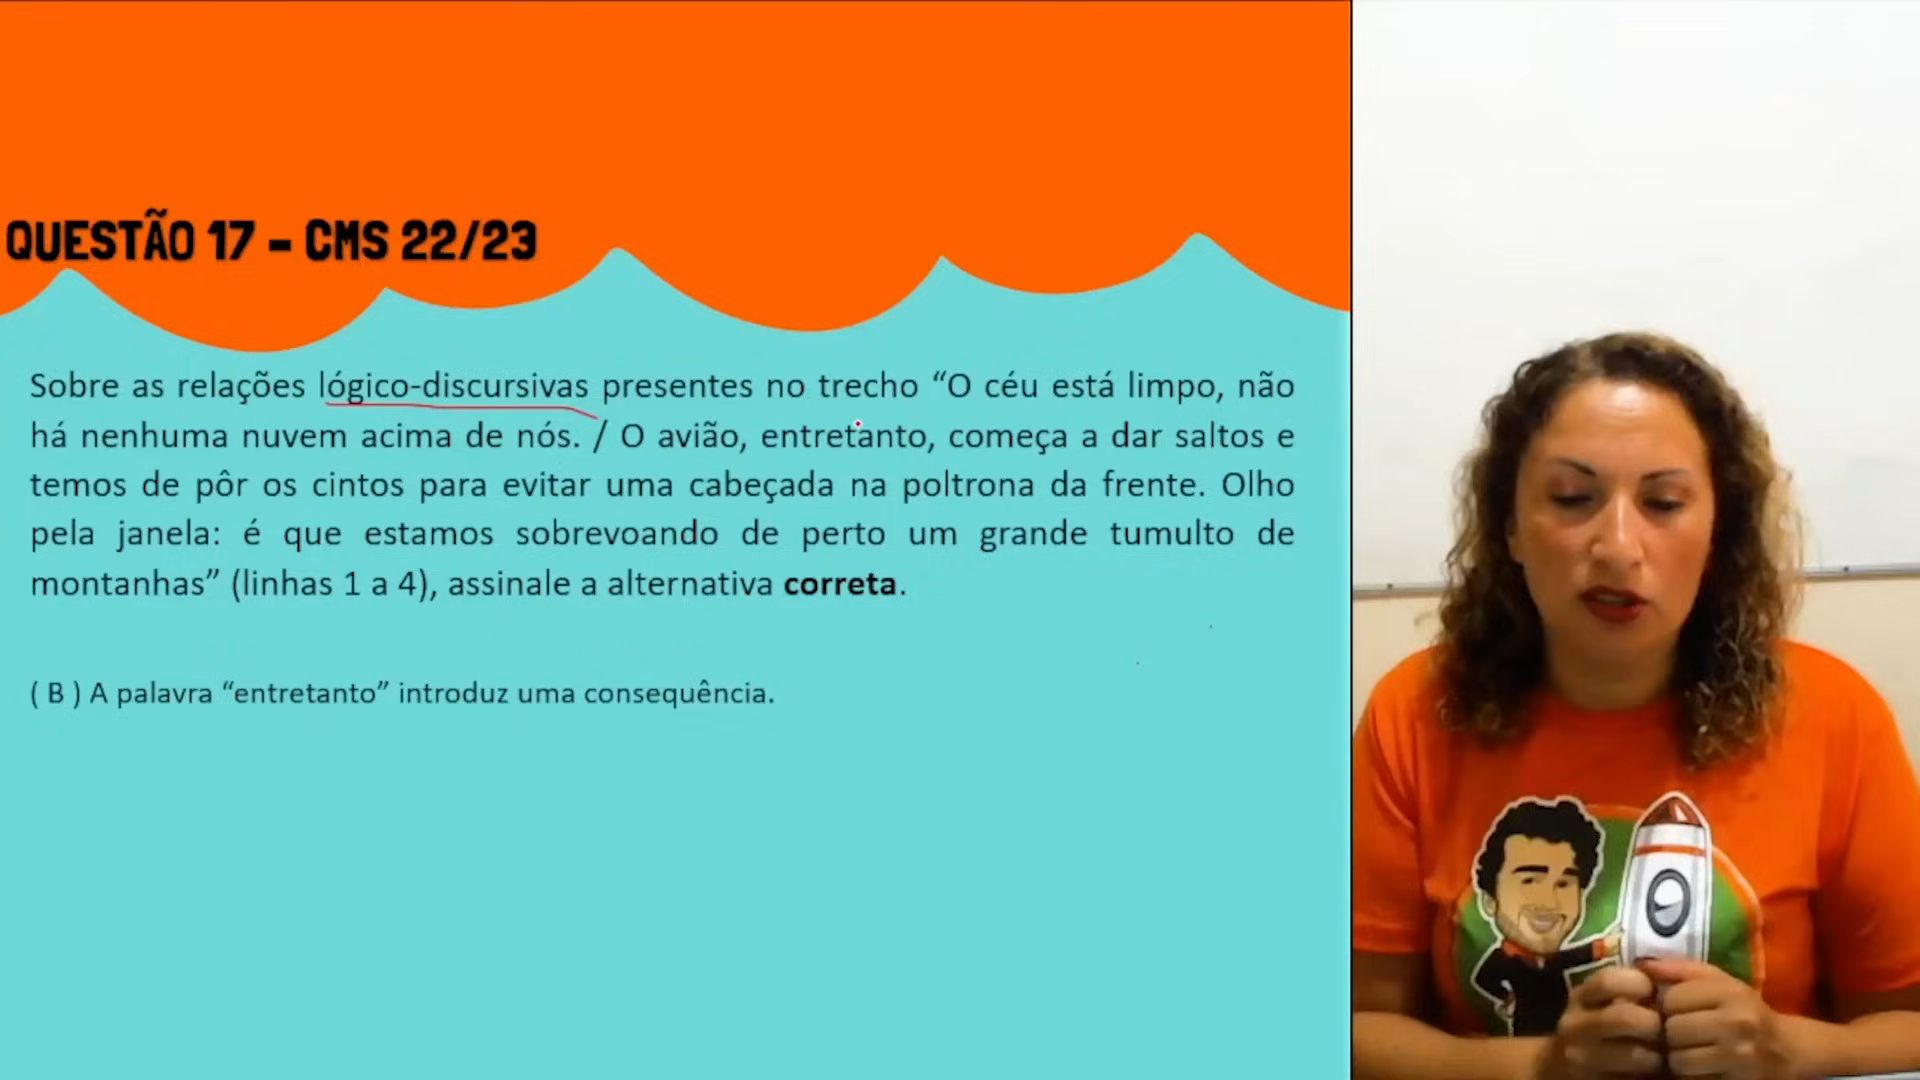 QUESTÃO 17 - CMS 22/23
Sobre as relações lógico-discursivas presentes no trecho “O céu está limpo, não
há nenhuma nuvem acima de nós. / O avião, entretanto, começa a dar saltos e
temos de pôr os cintos para evitar uma cabeçada na poltrona da frente. Olho
pela janela: é que estamos sobrevoando de perto um grande tumulto de
montanhas” (linhas 1 a 4), assinale a alternativa correta.
( B ) A palavra “entretanto” introduz uma consequência.